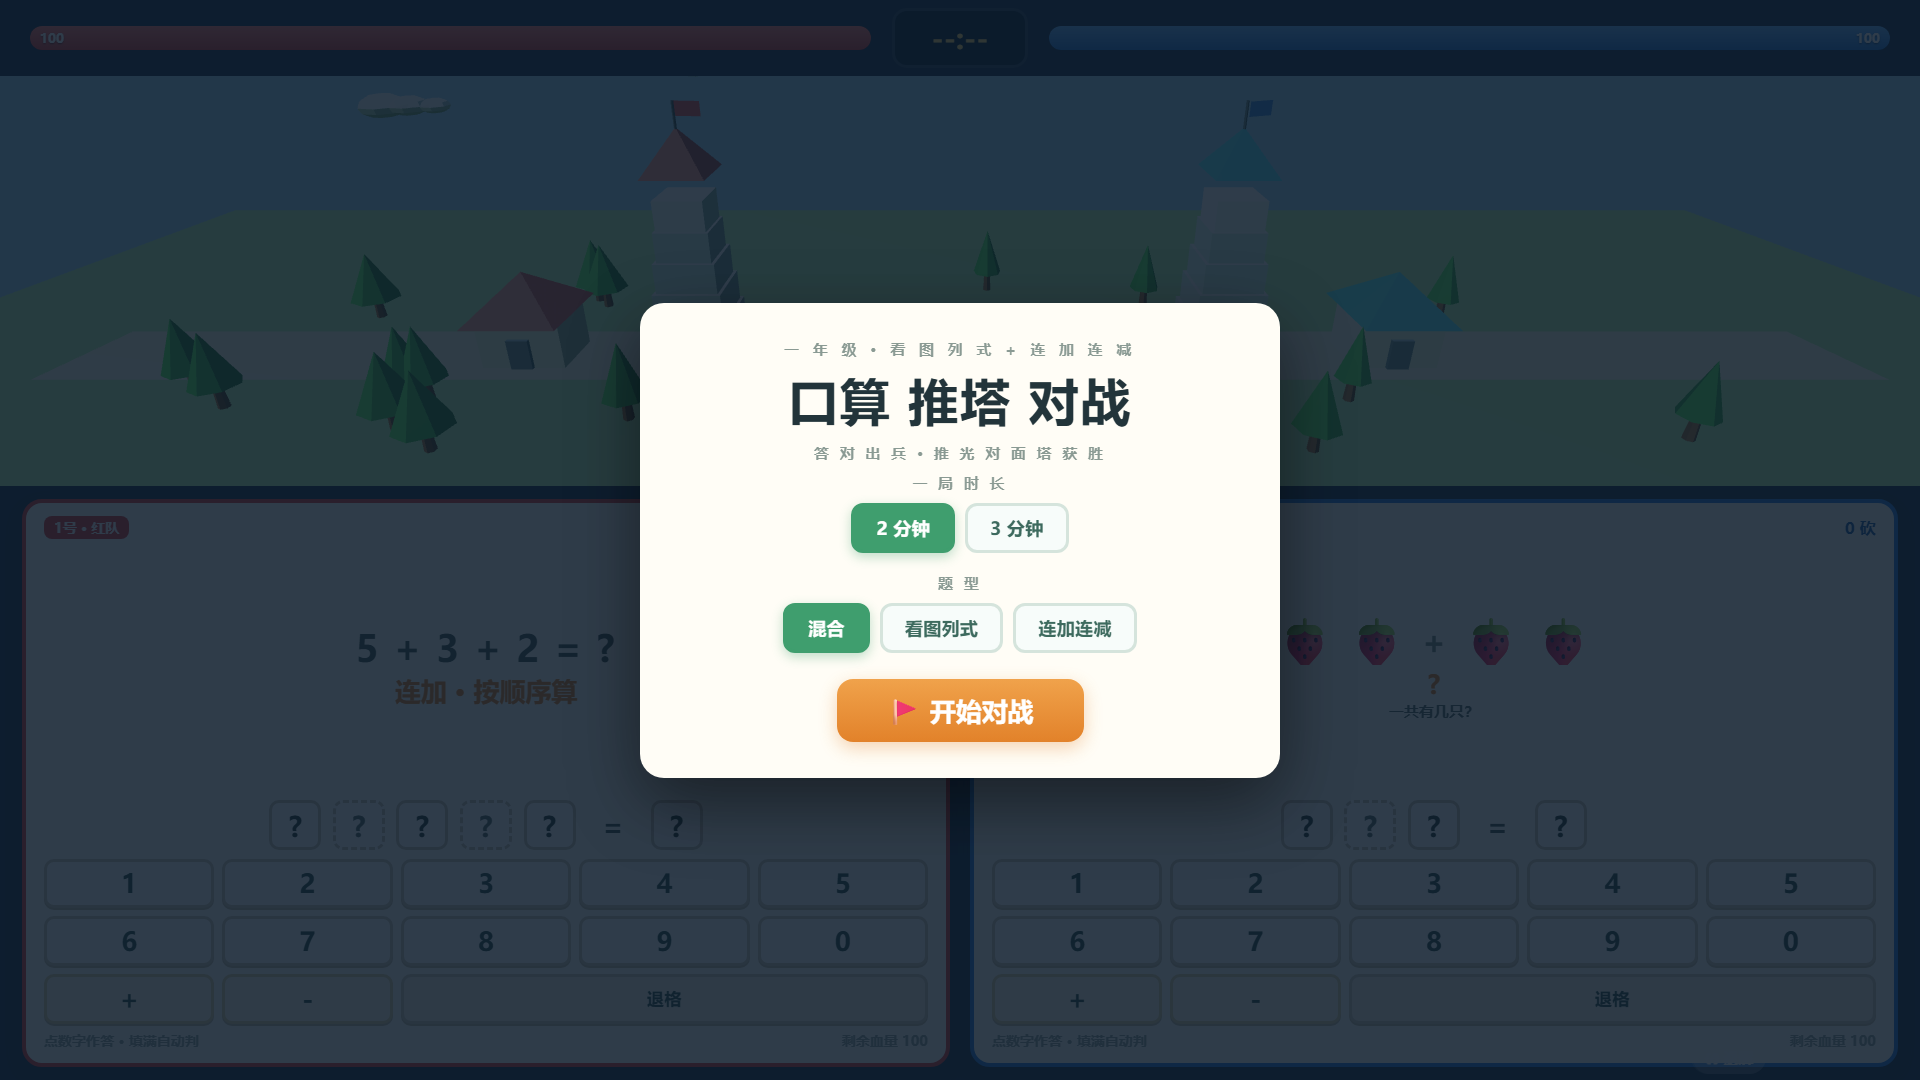 100
--:--
100
一年级·看图列式+连加连减
口算 推塔 对战
答对出兵·推光对面塔获胜
一局时长
2 分钟
3 分钟
题型
混合
看图列式
连加连减
开始对战
1号·红队
5 + 3 + 2 = ?
连加·按顺序算
? ? ? ? ? = ?
1 2 3 4 5
6 7 8 9 0
+ - 退格
点数字作答·填满自动判
剩余血量 100
0 砍
+
?
一共有几只?
? ? ? = ?
1 2 3 4 5
6 7 8 9 0
+ - 退格
点数字作答·填满自动判
剩余血量 100